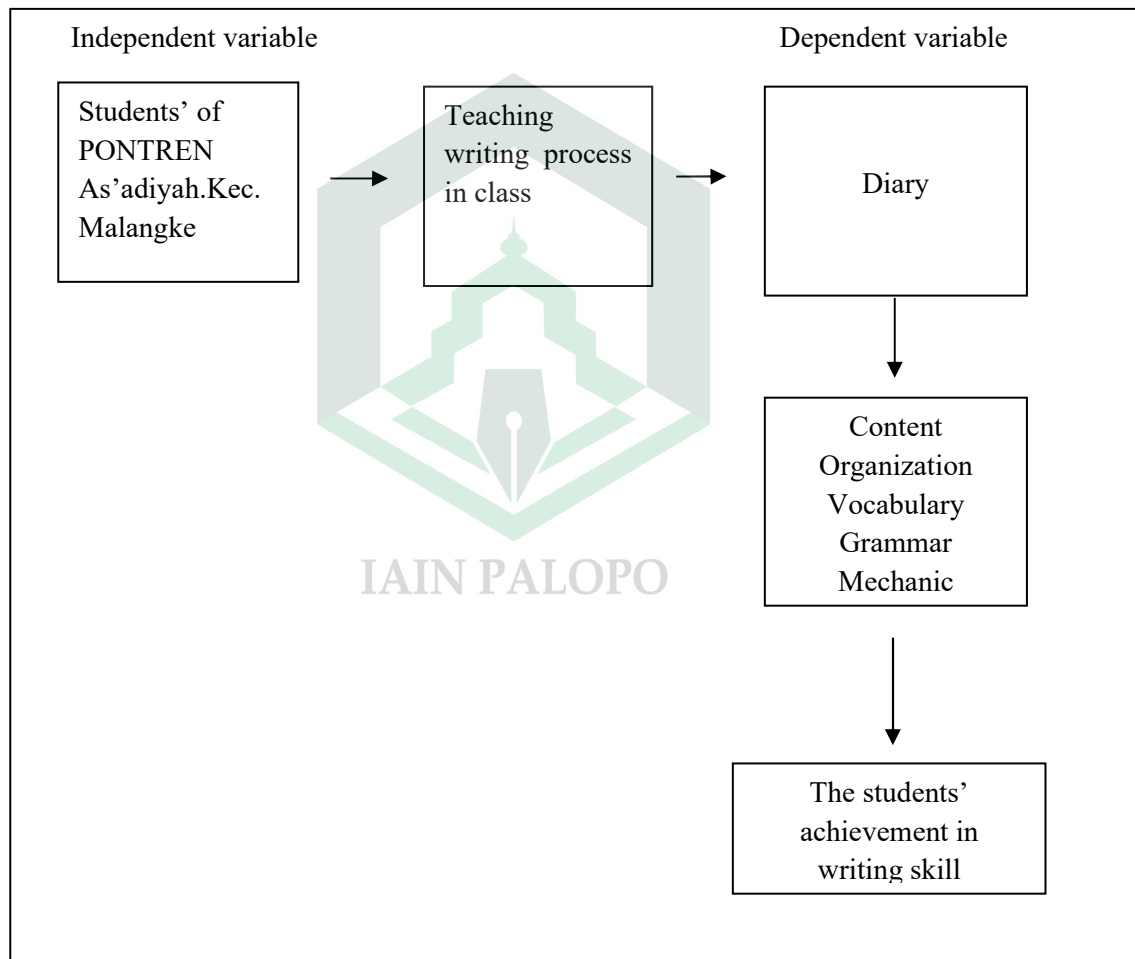 Independent variable
Dependent variable
Students’ of
PONTREN
As’adiyah.Kec.
Malangke
Teaching
writing process
in class
Diary
Content
Organization
Vocabulary
Grammar
Mechanic
IAIN PALOPO
The students’
achievement in
writing skill